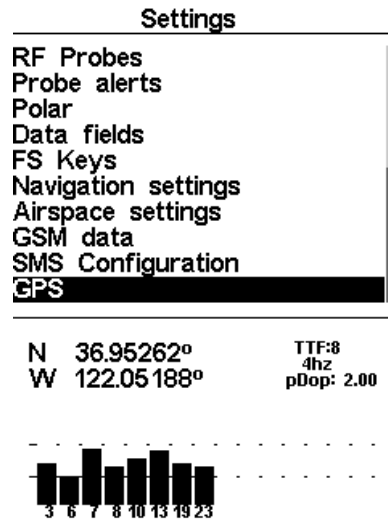 Settings
RF Probes
Probe alerts
Polar
Data fields
FS Keys
Navigation settings
Airspace settings
GSM data
SMS Configuration
GPS
N 36.95262º
W 122.05188º
TTF:8
4hz
pDop: 2.00
3 6 7 8 10 13 19 23